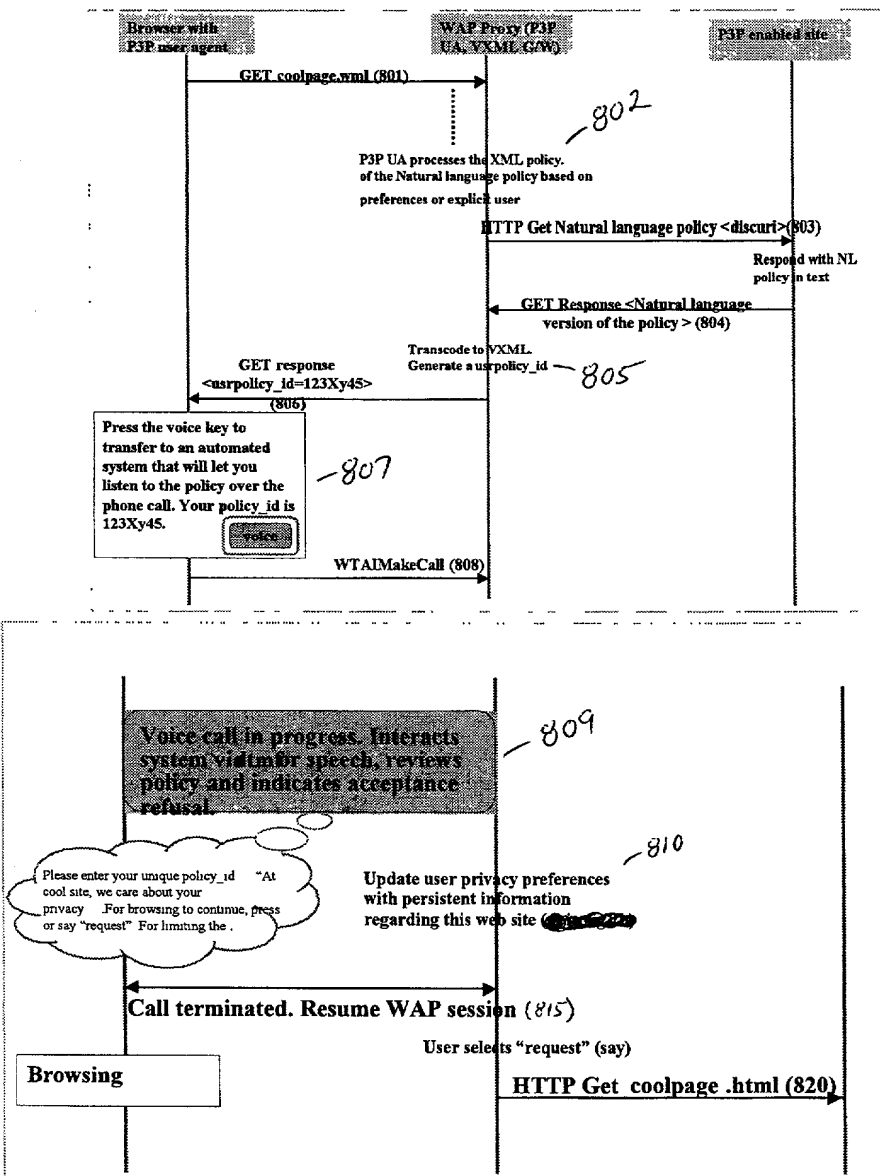 Browser with
P3P user agent
WAP Proxy (P3P
UA, VXML G/W)
P3P enabled site
GET coolpage.wml (801)
802
P3P UA processes the XML policy.
of the Natural language policy based on
preferences or explicit user
HTTP Get Natural language policy <discuri>(803)
Respond with NL
policy in text
GET Response <Natural language
version of the policy > (804)
Transcode to VXML.
Generate a usrpolicy_id
805
GET response
<usrpolicy_id=123Xy45>
(806)
Press the voice key to
transfer to an automated
system that will let you
listen to the policy over the
phone call. Your policy_id is
123Xy45.
voice
807
WTAIMakeCall (808)
Voice call in progress. Interacts
system speech, reviews
policy and indicates acceptance
refusal.
809
Please enter your unique policy_id "At
cool site, we care about your
privacy .For browsing to continue, press
or say "request" For limiting the .
810
Update user privacy preferences
with persistent information
regarding this web site
Call terminated. Resume WAP session (815)
User selects "request" (say)
Browsing
HTTP Get coolpage .html (820)